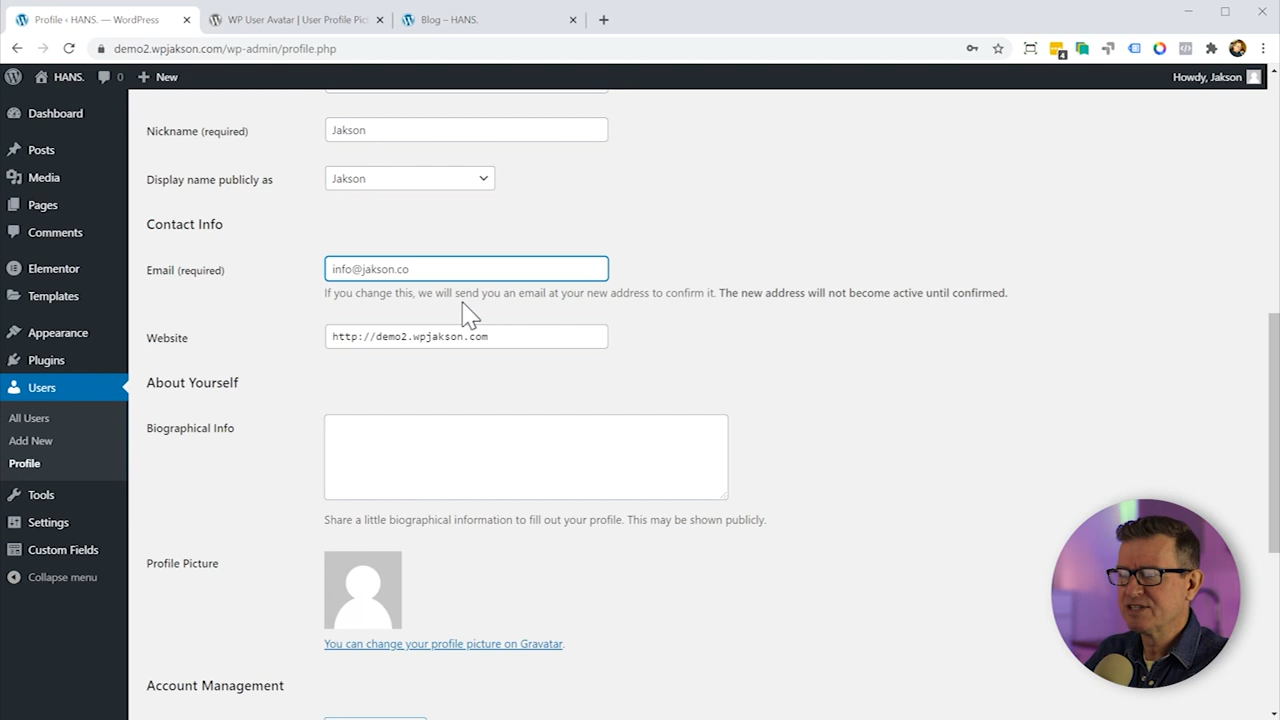 Profile ‹ HANS. — WordPress
WP User Avatar | User Profile Pic
Blog – HANS.
demo2.wpjakson.com/wp-admin/profile.php
4
HANS.
0
New
Howdy, Jakson
Dashboard
Posts
Media
Pages
Comments
Elementor
Templates
Appearance
Plugins
Users
All Users
Add New
Profile
Tools
Settings
Custom Fields
Collapse menu
Nickname (required)
Jakson
Display name publicly as
Jakson
Contact Info
Email (required)
info@jakson.co
If you change this, we will send you an email at your new address to confirm it. The new address will not become active until confirmed.
Website
http://demo2.wpjakson.com
About Yourself
Biographical Info
Share a little biographical information to fill out your profile. This may be shown publicly.
Profile Picture
You can change your profile picture on Gravatar.
Account Management